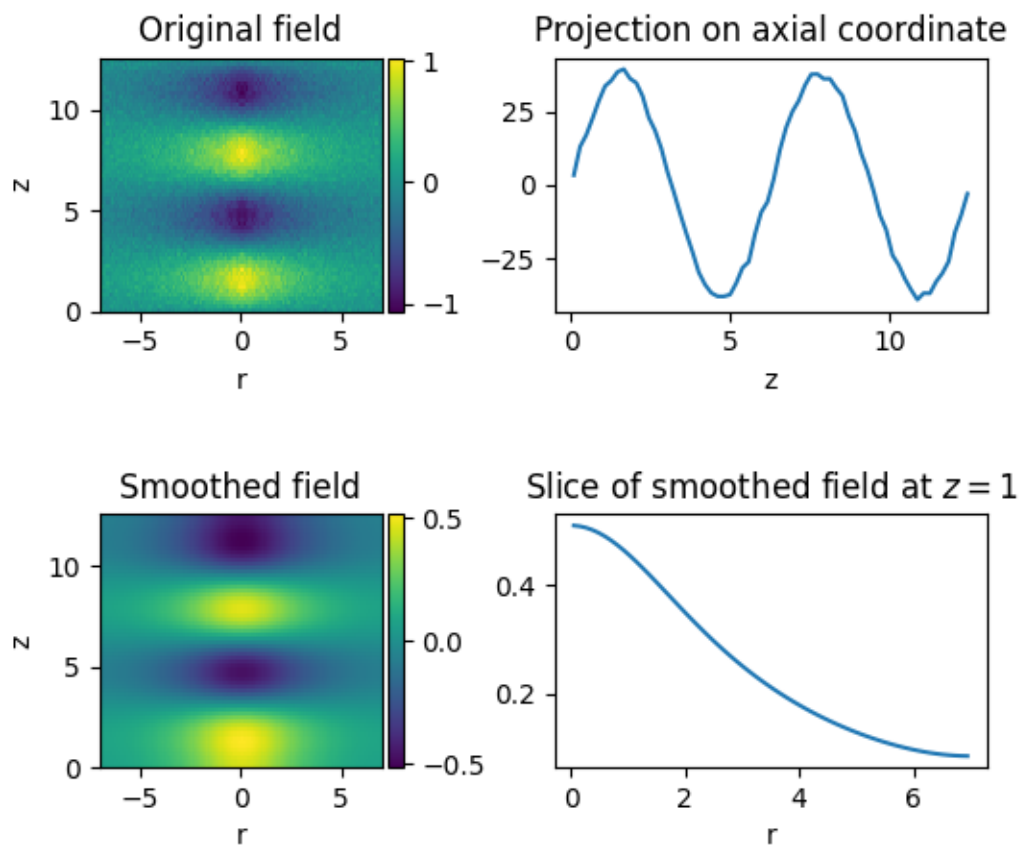 Original field
1
0
−1
10
5
0
z
−5 0 5
r
Projection on axial coordinate
25
0
−25
0 5 10
z
Smoothed field
0.5
0.0
−0.5
10
5
0
z
−5 0 5
r
Slice of smoothed field at z = 1
0.4
0.2
0 2 4 6
r